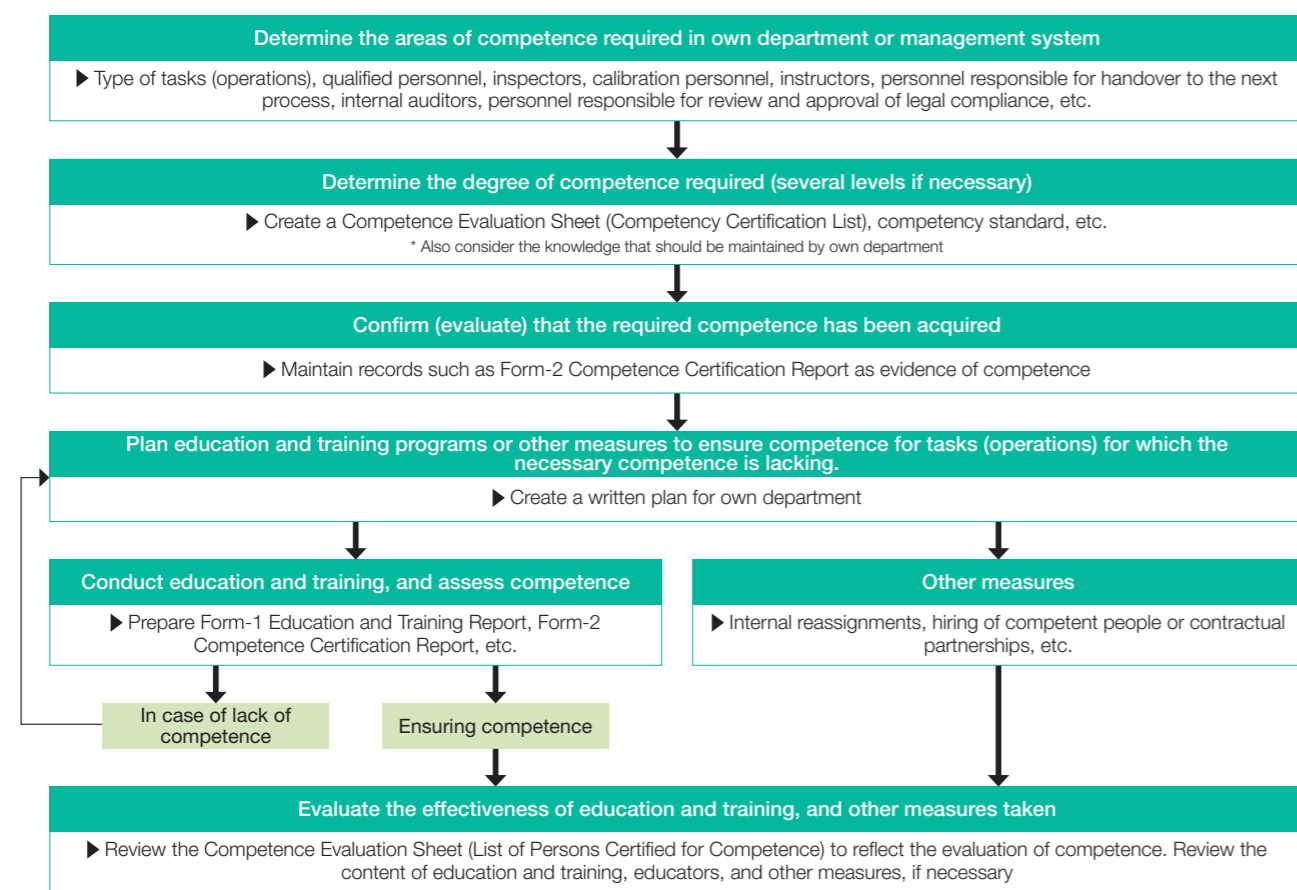 Determine the areas of competence required in own department or management system
▶ Type of tasks (operations), qualified personnel, inspectors, calibration personnel, instructors, personnel responsible for handover to the next
process, internal auditors, personnel responsible for review and approval of legal compliance, etc.
Determine the degree of competence required (several levels if necessary)
▶ Create a Competence Evaluation Sheet (Competency Certification List), competency standard, etc.
* Also consider the knowledge that should be maintained by own department
Confirm (evaluate) that the required competence has been acquired
▶ Maintain records such as Form-2 Competence Certification Report as evidence of competence
Plan education and training programs or other measures to ensure competence for tasks (operations) for which the
necessary competence is lacking.
▶ Create a written plan for own department
Conduct education and training, and assess competence
▶ Prepare Form-1 Education and Training Report, Form-2
Competence Certification Report, etc.
Other measures
▶ Internal reassignments, hiring of competent people or contractual
partnerships, etc.
In case of lack of
competence
Ensuring competence
Evaluate the effectiveness of education and training, and other measures taken
▶ Review the Competence Evaluation Sheet (List of Persons Certified for Competence) to reflect the evaluation of competence. Review the
content of education and training, educators, and other measures, if necessary